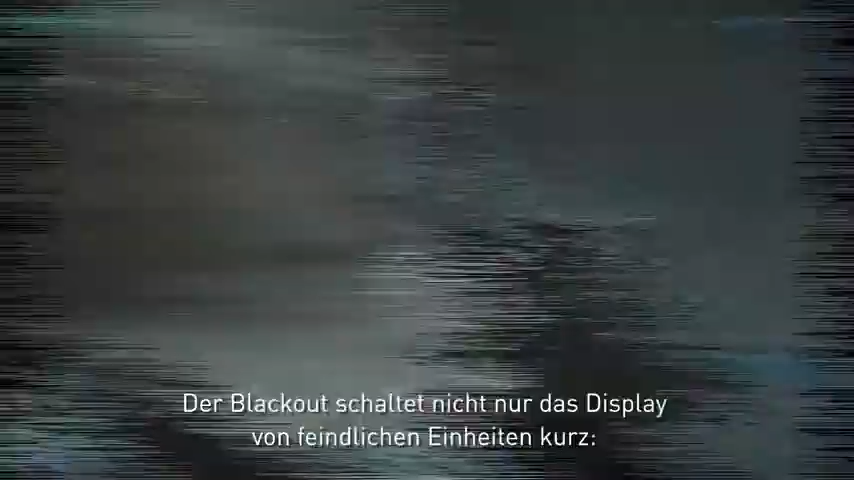 Der Blackout schaltet nicht nur das Display
von feindlichen Einheiten kurz: